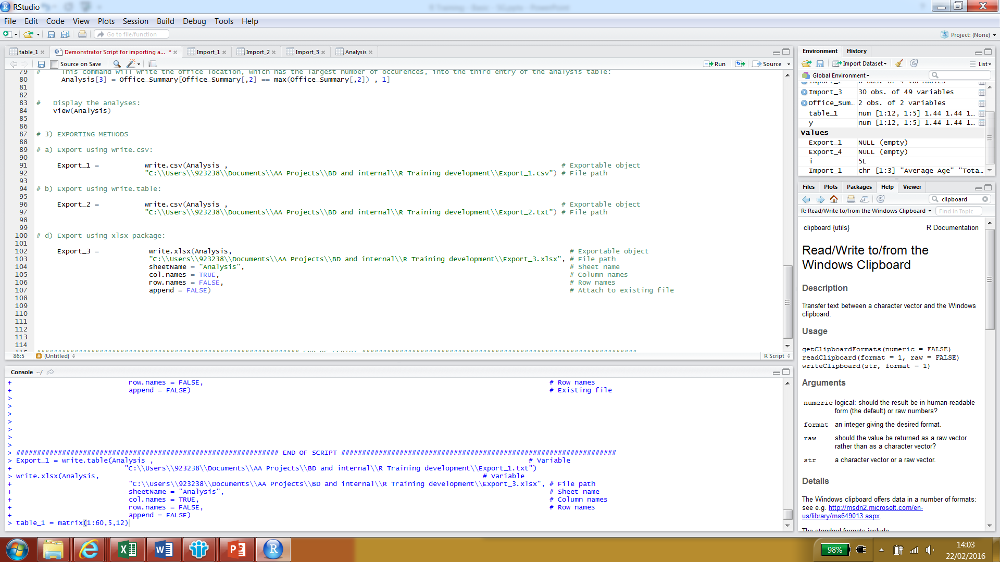 RStudio
File Edit Code View Plots Session Build Debug Tools Help
Go to file/function
Project: (None)
table_1
Demonstrator Script for importing a... *
Import_1
Import_2
Import_3
Analysis
Source on Save
Run
Source
79 # This command will write the office location, which has the largest number of occurences, into the third entry of the analysis table:
80 Analysis[3] = Office_Summary[Office_Summary[,2] == max(Office_Summary[,2]) , 1]
81
82
83 # Display the analyses:
84 View(Analysis)
85
86
87 # 3) EXPORTING METHODS
88
89 # a) Export using write.csv:
90
91 Export_1 = write.csv(Analysis , # Exportable object
92 "C:\\Users\\923238\\Documents\\AA Projects\\BD and internal\\R Training development\\Export_1.csv") # File path
93
94 # b) Export using write.table:
95
96 Export_2 = write.csv(Analysis , # Exportable object
97 "C:\\Users\\923238\\Documents\\AA Projects\\BD and internal\\R Training development\\Export_2.txt") # File path
98
99
100 # d) Export using xlsx package:
101
102 Export_3 = write.xlsx(Analysis, # Exportable object
103 "C:\\Users\\923238\\Documents\\AA Projects\\BD and internal\\R Training development\\Export_3.xlsx", # File path
104 sheetName = "Analysis", # Sheet name
105 col.names = TRUE, # Column names
106 row.names = FALSE, # Row names
107 append = FALSE) # Attach to existing file
108
109
110
111
112
113
114
86:5 (Untitled) R Script
Console ~/
+ row.names = FALSE, # Row names
+ append = FALSE) # Existing file
>
>
>
>
>
>
>
> ############################################################### END OF SCRIPT ##################################################################
> Export_1 = write.table(Analysis , # Variable
+ "C:\\Users\\923238\\Documents\\AA Projects\\BD and internal\\R Training development\\Export_1.txt")
> write.xlsx(Analysis, # Variable
+ "C:\\Users\\923238\\Documents\\AA Projects\\BD and internal\\R Training development\\Export_3.xlsx", # File path
+ sheetName = "Analysis", # Sheet name
+ col.names = TRUE, # Column names
+ row.names = FALSE, # Row names
+ append = FALSE)
> table_1 = matrix(1:60,5,12)
Environment History
Import Dataset
List
Global Environment
Import_3 30 obs. of 49 variables
Office_Sum... 2 obs. of 2 variables
table_1 num [1:12, 1:5] 1.44 1.44 1...
y num [1:12, 1:5] 1.44 1.44 1...
Values
Export_1 NULL (empty)
Export_4 NULL (empty)
i 5L
Import_1 chr [1:3] "Average Age" "Tota...
Files Plots Packages Help Viewer
clipboard
R: Read/Write to/from the Windows Clipboard
Find in Topic
clipboard {utils} R Documentation
Read/Write to/from the
Windows Clipboard
Description
Transfer text between a character vector and the Windows
clipboard.
Usage
getClipboardFormats(numeric = FALSE)
readClipboard(format = 1, raw = FALSE)
writeClipboard(str, format = 1)
Arguments
numeric logical: should the result be in human-readable
form (the default) or raw numbers?
format an integer giving the desired format.
raw should the value be returned as a raw vector
rather than as a character vector?
str a character vector or a raw vector.
Details
The Windows clipboard offers data in a number of formats:
see e.g. http://msdn2.microsoft.com/en-
us/library/ms649013.aspx.
The standard formats include
98%
14:03
22/02/2016